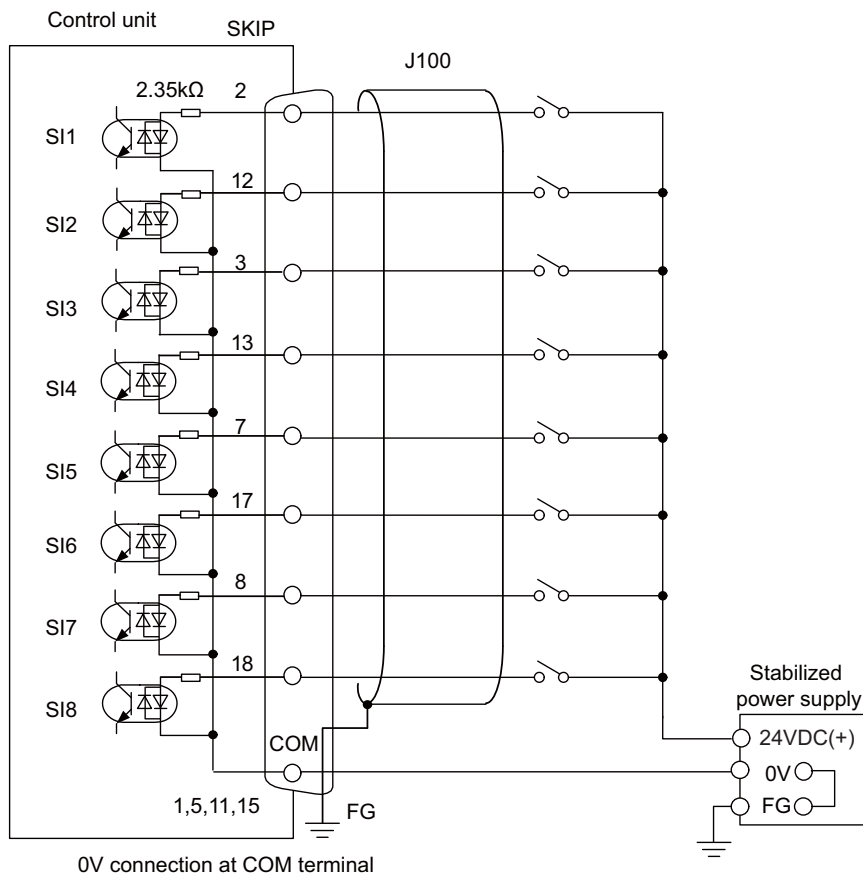 Control unit
SKIP
J100
2.35kΩ
2
SI1
12
SI2
3
SI3
13
SI4
7
SI5
17
SI6
8
SI7
18
SI8
Stabilized
power supply
24VDC(+)
COM
0V
1,5,11,15
FG
FG
0V connection at COM terminal